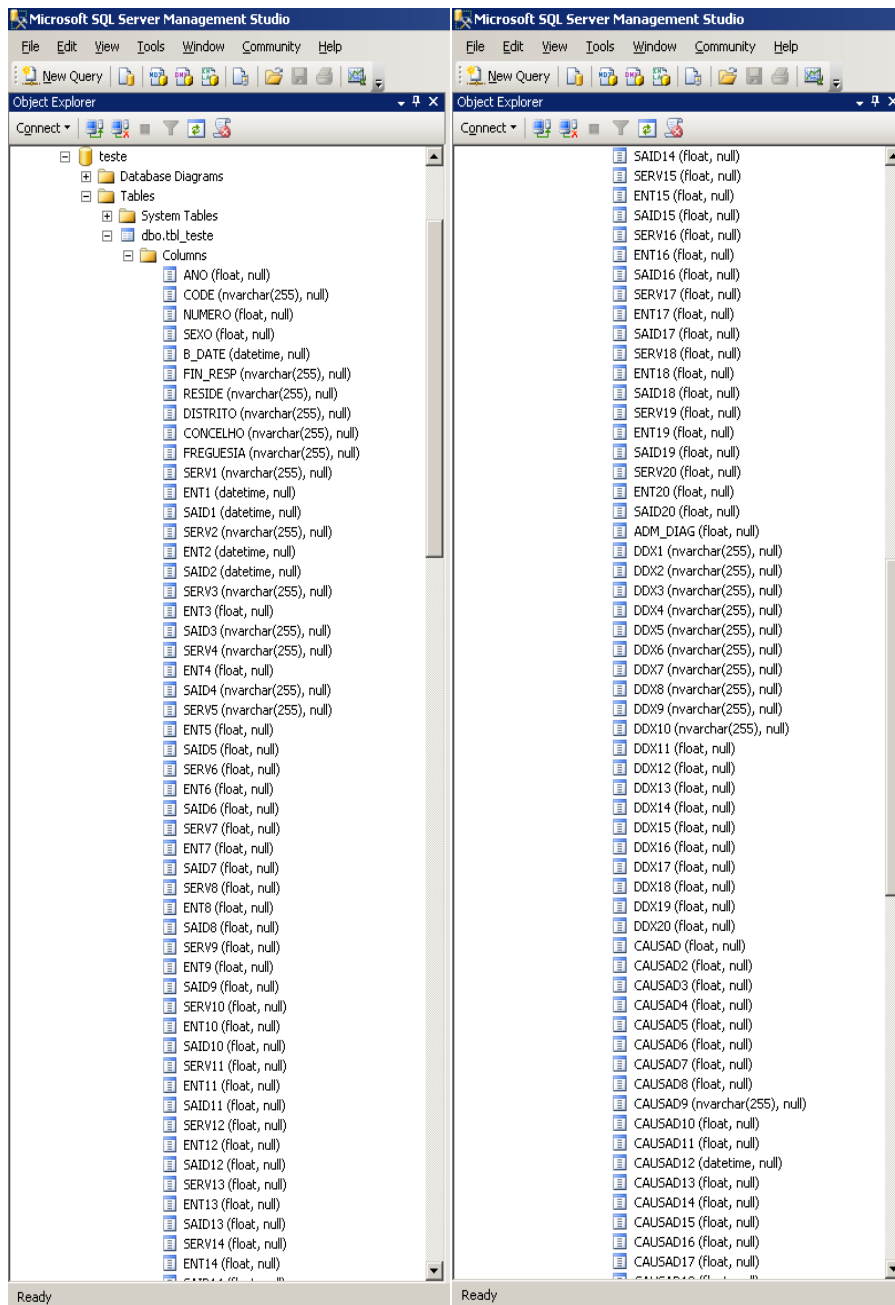 Microsoft SQL Server Management Studio
File Edit View Tools Window Community Help
New Query
Object Explorer
Connect
teste
Database Diagrams
Tables
System Tables
dbo.tbl_teste
Columns
ANO (float, null)
CODE (nvarchar(255), null)
NUMERO (float, null)
SEXO (float, null)
B_DATE (datetime, null)
FIN_RESP (nvarchar(255), null)
RESIDE (nvarchar(255), null)
DISTRITO (nvarchar(255), null)
CONCELHO (nvarchar(255), null)
FREGUESIA (nvarchar(255), null)
SERV1 (nvarchar(255), null)
ENT1 (datetime, null)
SAID1 (datetime, null)
SERV2 (nvarchar(255), null)
ENT2 (datetime, null)
SAID2 (datetime, null)
SERV3 (nvarchar(255), null)
ENT3 (float, null)
SAID3 (nvarchar(255), null)
SERV4 (nvarchar(255), null)
ENT4 (float, null)
SAID4 (nvarchar(255), null)
SERV5 (nvarchar(255), null)
ENT5 (float, null)
SAID5 (float, null)
SERV6 (float, null)
ENT6 (float, null)
SAID6 (float, null)
SERV7 (float, null)
ENT7 (float, null)
SAID7 (float, null)
SERV8 (float, null)
ENT8 (float, null)
SAID8 (float, null)
SERV9 (float, null)
ENT9 (float, null)
SAID9 (float, null)
SERV10 (float, null)
ENT10 (float, null)
SAID10 (float, null)
SERV11 (float, null)
ENT11 (float, null)
SAID11 (float, null)
SERV12 (float, null)
ENT12 (float, null)
SAID12 (float, null)
SERV13 (float, null)
ENT13 (float, null)
SAID13 (float, null)
SERV14 (float, null)
ENT14 (float, null)
Ready
Microsoft SQL Server Management Studio
File Edit View Tools Window Community Help
New Query
Object Explorer
Connect
SAID14 (float, null)
SERV15 (float, null)
ENT15 (float, null)
SAID15 (float, null)
SERV16 (float, null)
ENT16 (float, null)
SAID16 (float, null)
SERV17 (float, null)
ENT17 (float, null)
SAID17 (float, null)
SERV18 (float, null)
ENT18 (float, null)
SAID18 (float, null)
SERV19 (float, null)
ENT19 (float, null)
SAID19 (float, null)
SERV20 (float, null)
ENT20 (float, null)
SAID20 (float, null)
ADM_DIAG (float, null)
DDX1 (nvarchar(255), null)
DDX2 (nvarchar(255), null)
DDX3 (nvarchar(255), null)
DDX4 (nvarchar(255), null)
DDX5 (nvarchar(255), null)
DDX6 (nvarchar(255), null)
DDX7 (nvarchar(255), null)
DDX8 (nvarchar(255), null)
DDX9 (nvarchar(255), null)
DDX10 (nvarchar(255), null)
DDX11 (float, null)
DDX12 (float, null)
DDX13 (float, null)
DDX14 (float, null)
DDX15 (float, null)
DDX16 (float, null)
DDX17 (float, null)
DDX18 (float, null)
DDX19 (float, null)
DDX20 (float, null)
CAUSAD (float, null)
CAUSAD2 (float, null)
CAUSAD3 (float, null)
CAUSAD4 (float, null)
CAUSAD5 (float, null)
CAUSAD6 (float, null)
CAUSAD7 (float, null)
CAUSAD8 (float, null)
CAUSAD9 (nvarchar(255), null)
CAUSAD10 (float, null)
CAUSAD11 (float, null)
CAUSAD12 (datetime, null)
CAUSAD13 (float, null)
CAUSAD14 (float, null)
CAUSAD15 (float, null)
CAUSAD16 (float, null)
CAUSAD17 (float, null)
Ready